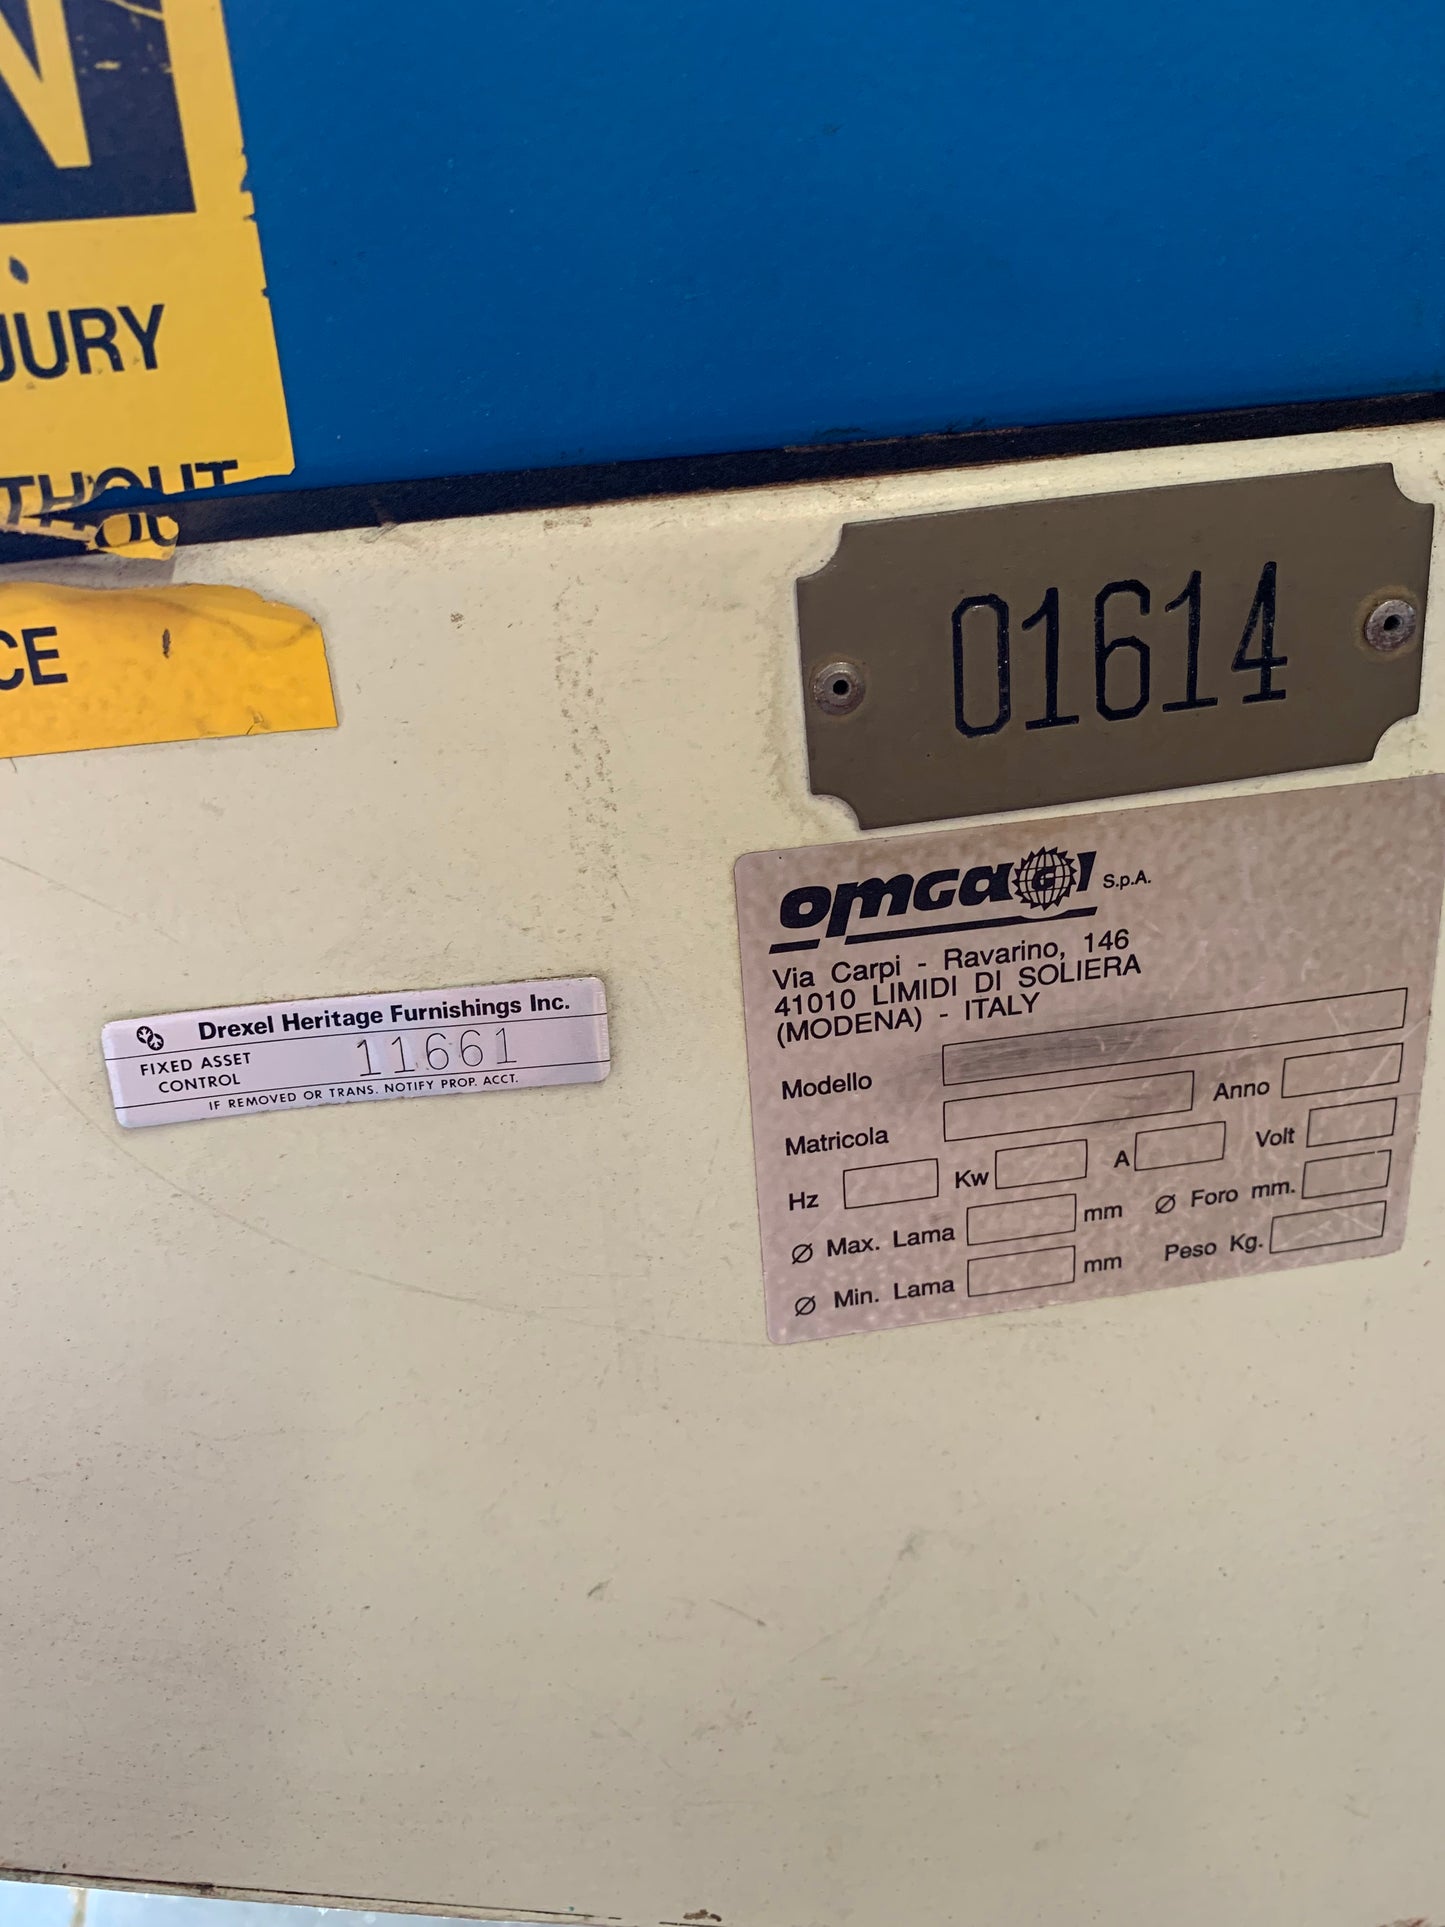 JURY
THOUT
CE
01614
omga S.p.A.
Via Carpi - Ravarino, 146
41010 LIMIDI DI SOLIERA
(MODENA) - ITALY
Modello
Matricola Anno
Hz Kw A Volt
Ø Max. Lama mm Ø Foro mm.
Ø Min. Lama mm Peso Kg.
Drexel Heritage Furnishings Inc.
FIXED ASSET
CONTROL 11661
IF REMOVED OR TRANS. NOTIFY PROP. ACCT.